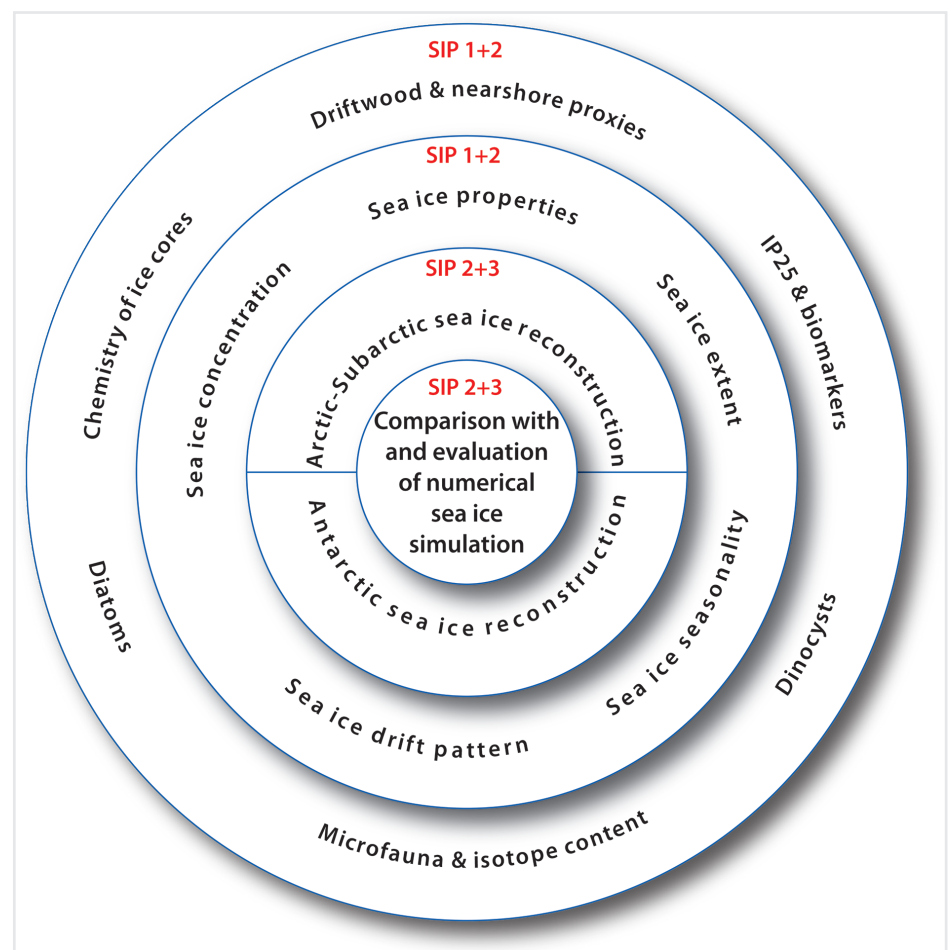 SIP 1+2
Driftwood & nearshore proxies
IP25 & biomarkers
Dinocysts
Microfauna & isotope content
Diatoms
Chemistry of ice cores
SIP 1+2
Sea ice properties
Sea ice extent
Sea ice seasonality
Sea ice drift pattern
Sea ice concentration
SIP 2+3
Arctic-Subarctic sea ice reconstruction
Antarctic sea ice reconstruction
SIP 2+3
Comparison with
and evaluation
of numerical
sea ice
simulation